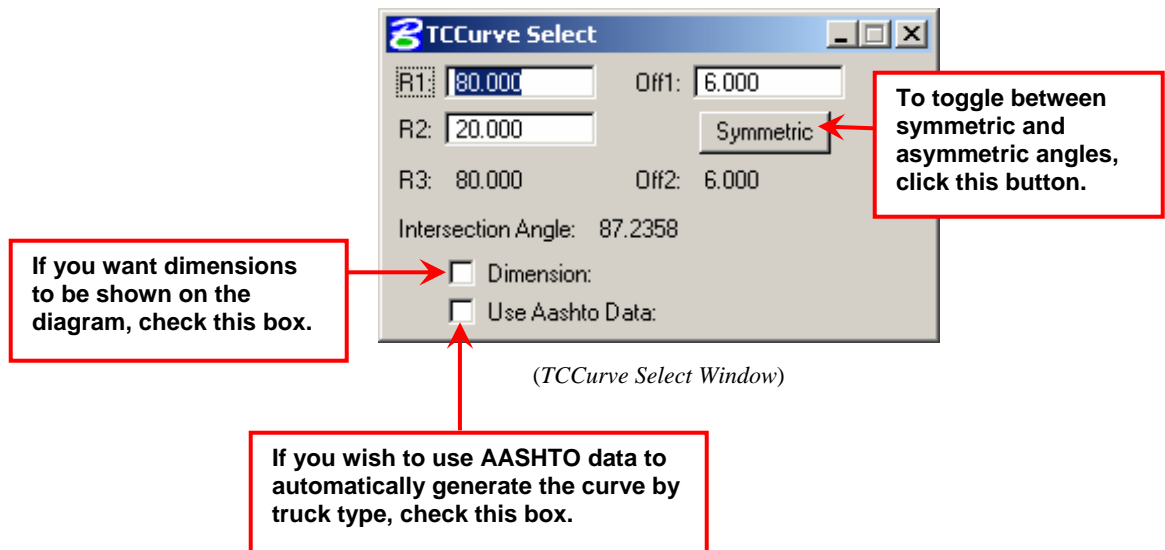 TCCurve Select
R1: 80.000 Off1: 6.000
R2: 20.000 Symmetric
R3: 80.000 Off2: 6.000
Intersection Angle: 87.2358
Dimension:
Use Aashto Data:
To toggle between
symmetric and
asymmetric angles,
click this button.
If you want dimensions
to be shown on the
diagram, check this box.
(TCCurve Select Window)
If you wish to use AASHTO data to
automatically generate the curve by
truck type, check this box.